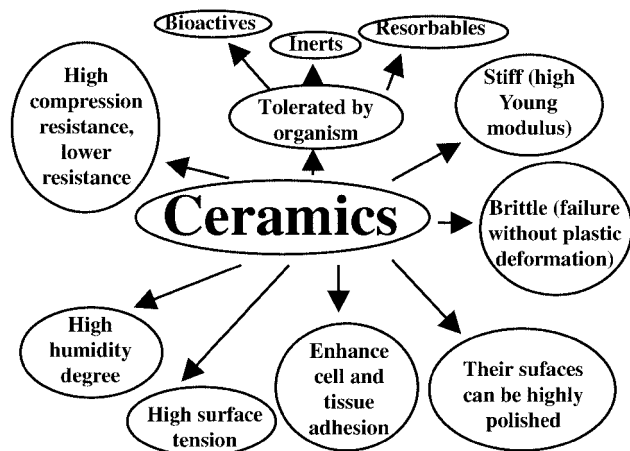 Bioactives
Inerts
Resorbables
High
compression
resistance,
lower
resistance
Tolerated by
organism
Stiff (high
Young
modulus)
Ceramics
Brittle (failure
without plastic
deformation)
High
humidity
degree
High surface
tension
Enhance
cell and
tissue
adhesion
Their sufaces
can be highly
polished